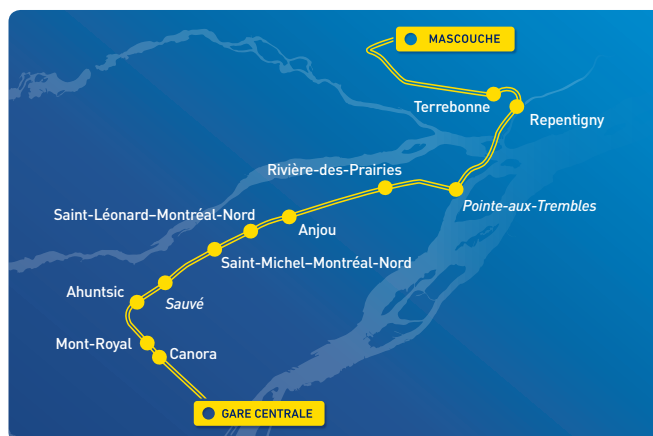 MASCOUCHE
Terrebonne
Repentigny
Rivière-des-Prairies
Pointe-aux-Trembles
Saint-Léonard–Montréal-Nord
Anjou
Saint-Michel–Montréal-Nord
Ahuntsic
Sauvé
Mont-Royal
Canora
GARE CENTRALE